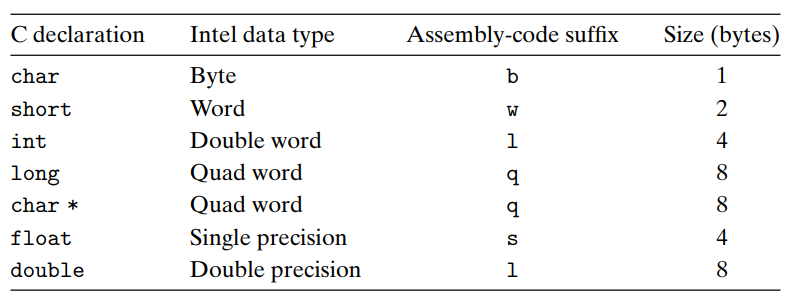 C declaration Intel data type Assembly-code suffix Size (bytes)
char Byte b 1
short Word w 2
int Double word l 4
long Quad word q 8
char * Quad word q 8
float Single precision s 4
double Double precision l 8